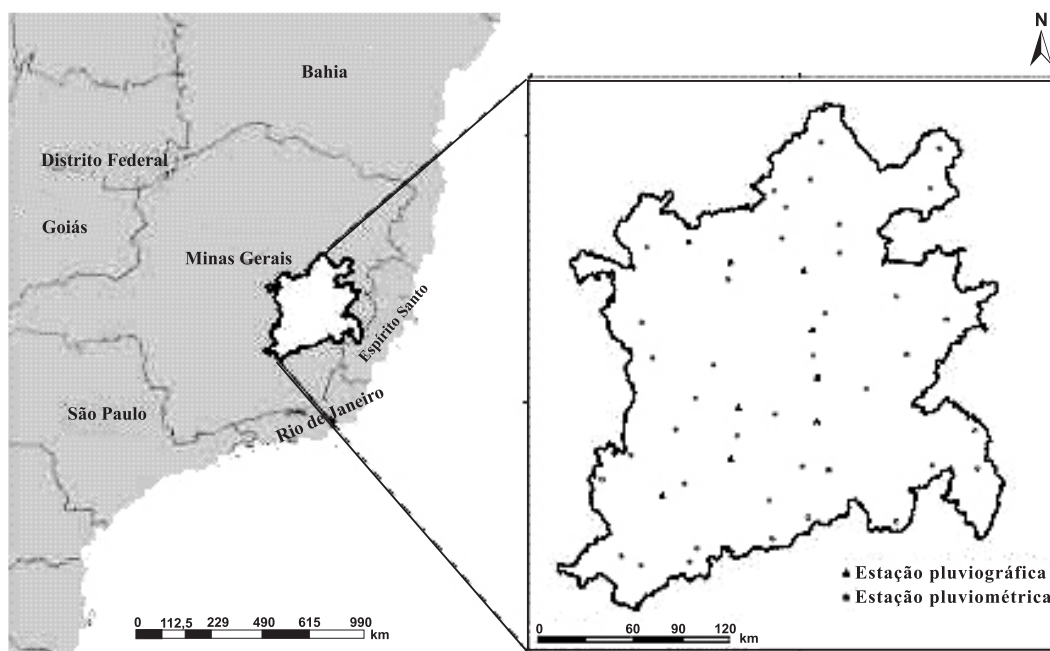 N
Bahia
Distrito Federal
Goiás
Minas Gerais
Espírito Santo
São Paulo
Rio de Janeiro
Estação pluviográfica
Estação pluviométrica
0 112,5 229 490 615 990
km
0 60 90 120
km